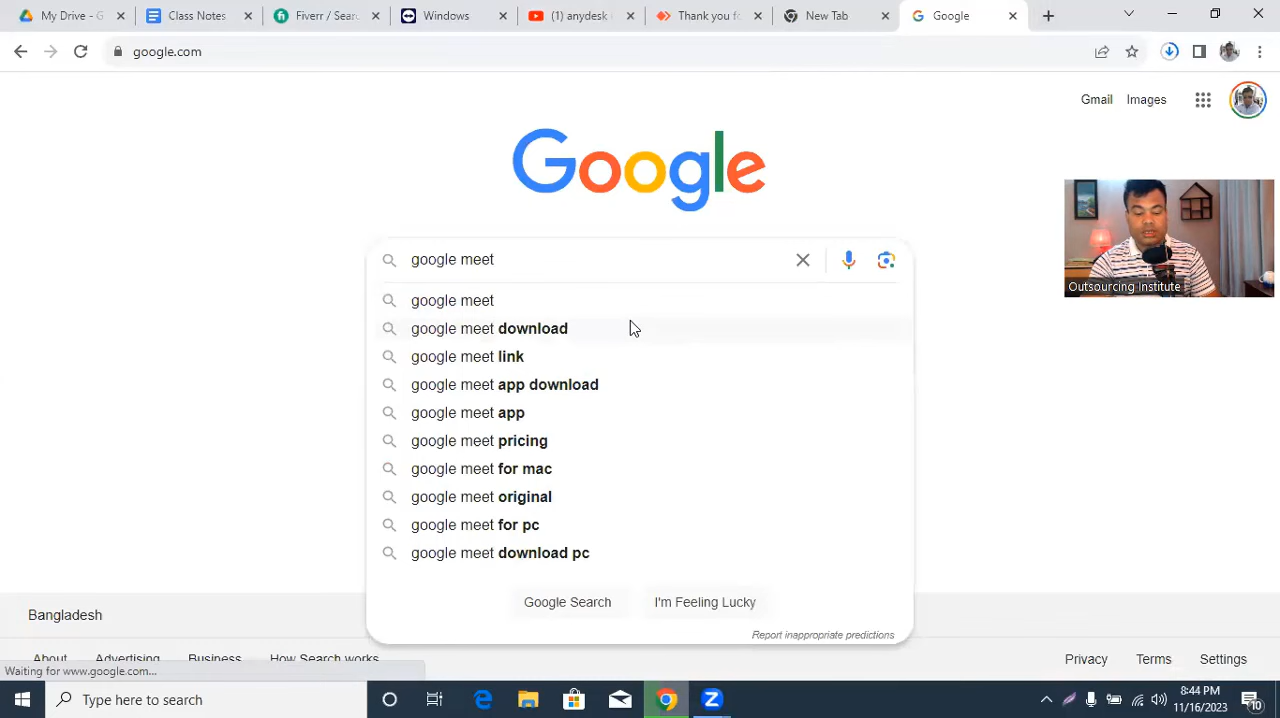 My Drive - G
Class Notes
Fiverr / Sear
Windows
(anydesk
Thank you f
New Tab
Google
google.com
Gmail
Images
Google
google meet
google meet
google meet download
google meet link
google meet app download
google meet app
google meet pricing
google meet for mac
google meet original
google meet for pc
google meet download pc
Google Search
I'm Feeling Lucky
Report inappropriate predictions
Outsourcing Institute
Bangladesh
About
Advertising
Business
How Search works
Privacy
Terms
Settings
Waiting for www.google.com...
Type here to search
8:44 PM
11/16/2023
10